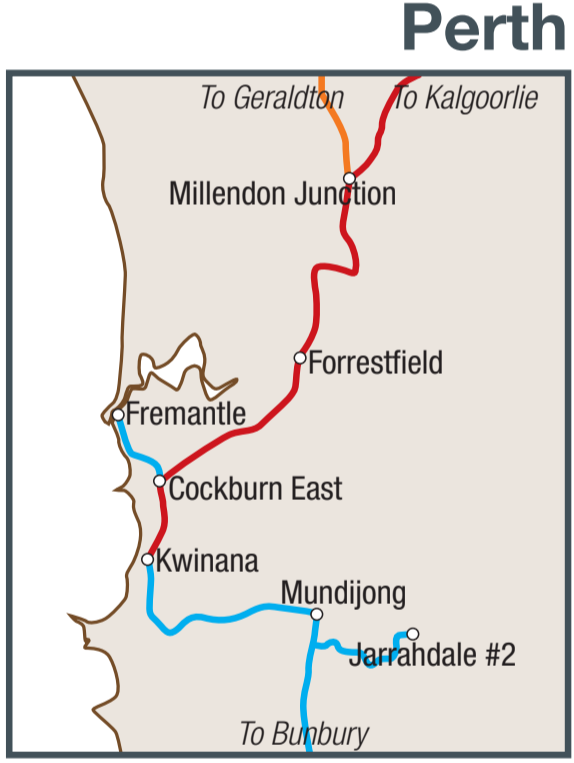 Perth
To Geraldton
To Kalgoorlie
Millendon Junction
Forrestfield
Fremantle
Cockburn East
Kwinana
Mundijong
Jarrahdale #2
To Bunbury